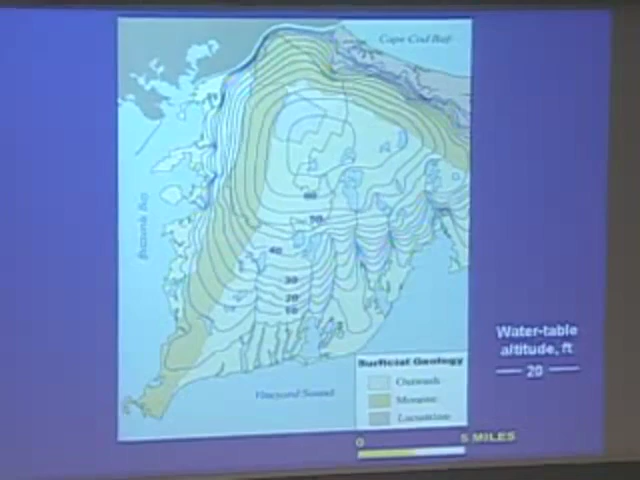 Cape Cod Bay
Buzzards Bay
60
50
40
30
20
10
Water-table
altitude, ft
20
Surficial Geology
Outwash
Moraine
Lacustrine
Vineyard Sound
0 5 MILES